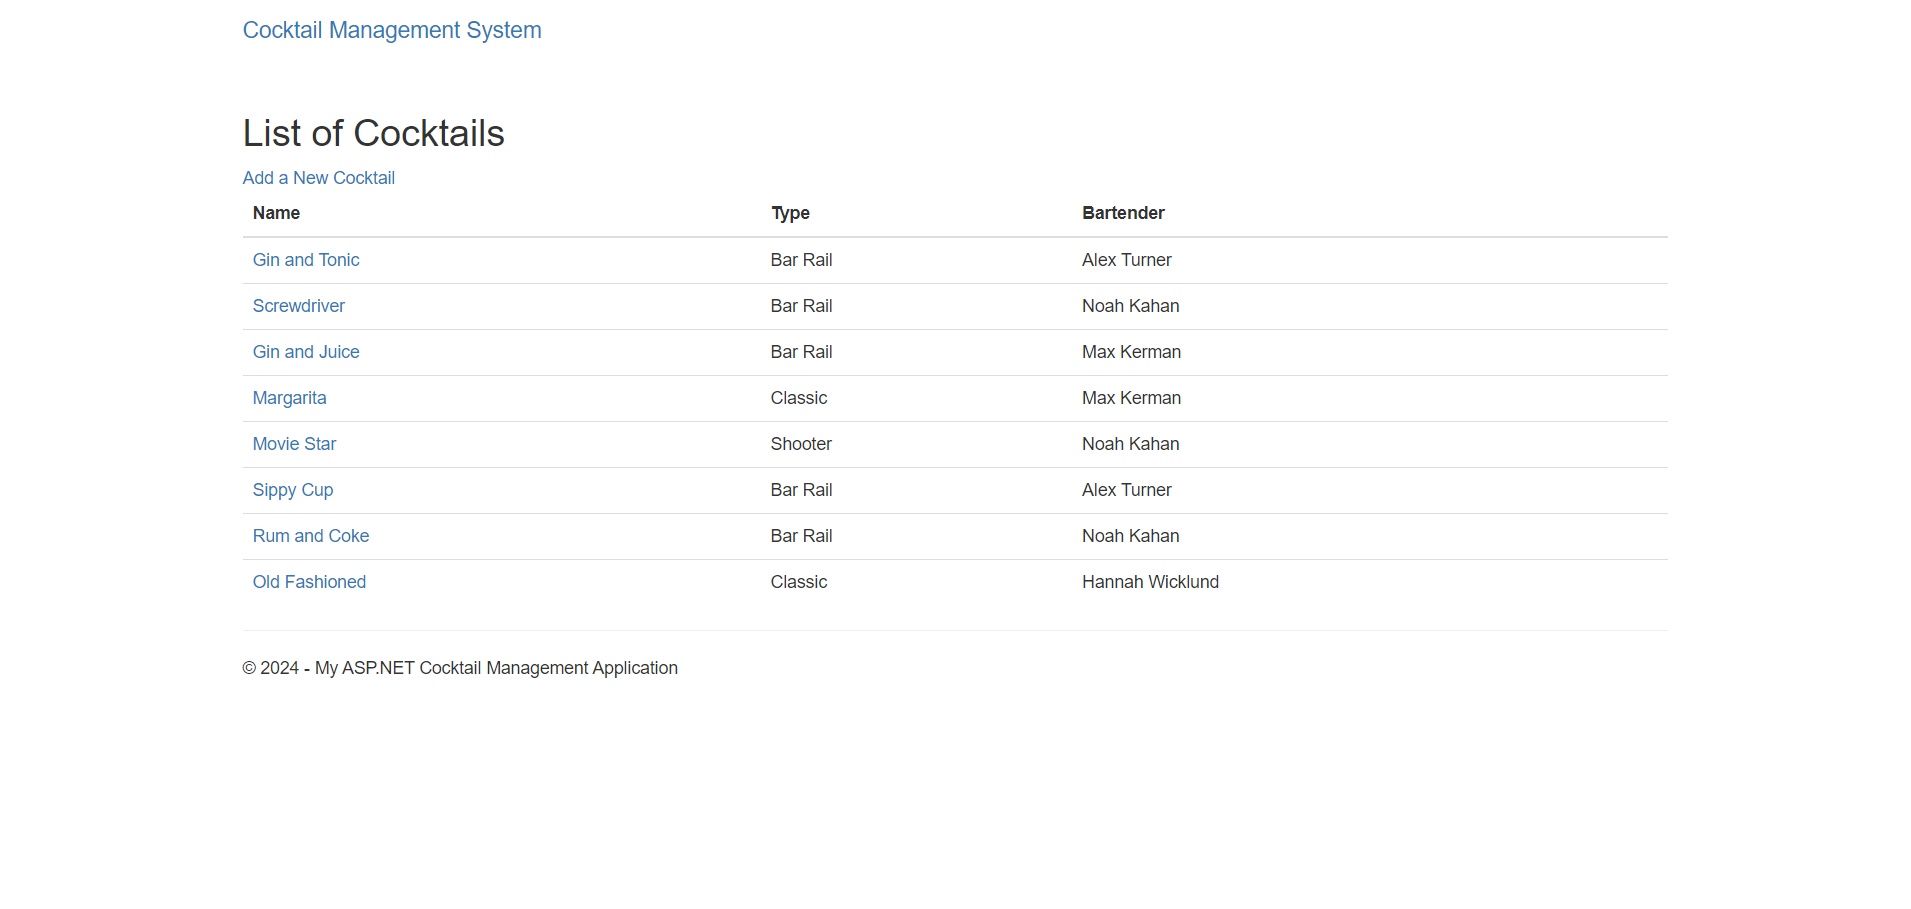 Cocktail Management System
List of Cocktails
Add a New Cocktail
Name Type Bartender
Gin and Tonic Bar Rail Alex Turner
Screwdriver Bar Rail Noah Kahan
Gin and Juice Bar Rail Max Kerman
Margarita Classic Max Kerman
Movie Star Shooter Noah Kahan
Sippy Cup Bar Rail Alex Turner
Rum and Coke Bar Rail Noah Kahan
Old Fashioned Classic Hannah Wicklund
© 2024 - My ASP.NET Cocktail Management Application